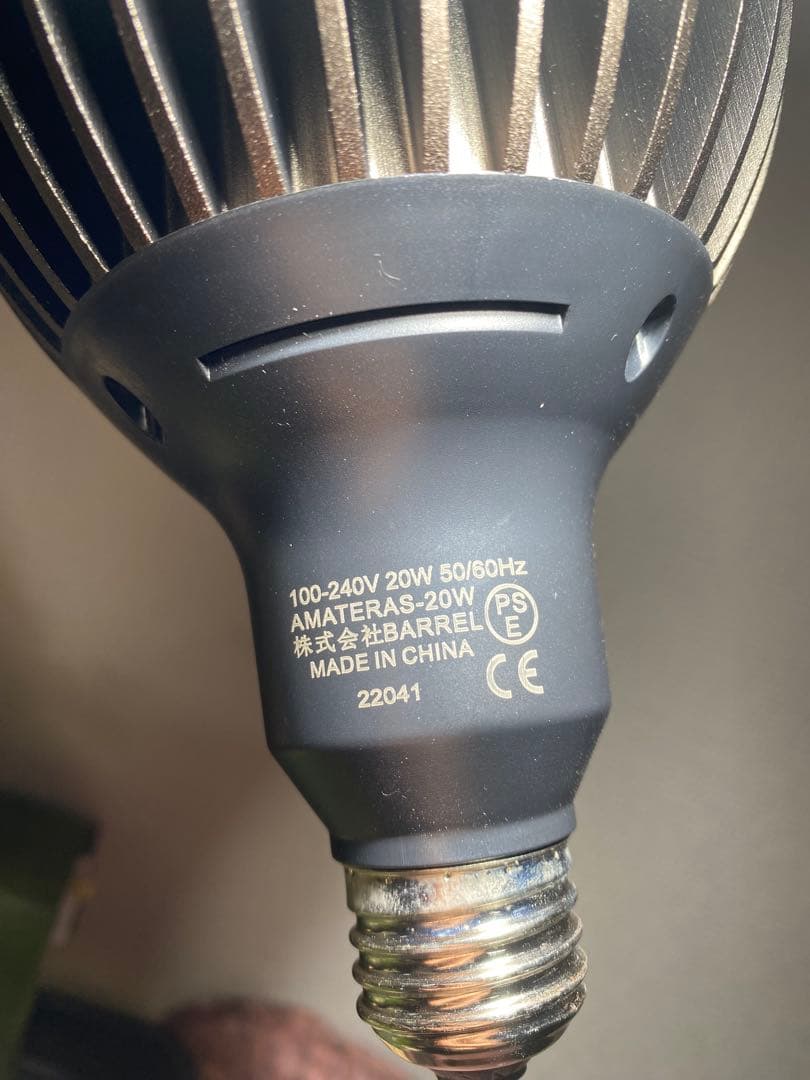 100-240V 20W 50/60Hz
AMATERAS-20W
株式会社BARREL
MADE IN CHINA
22041
PS
E
CE